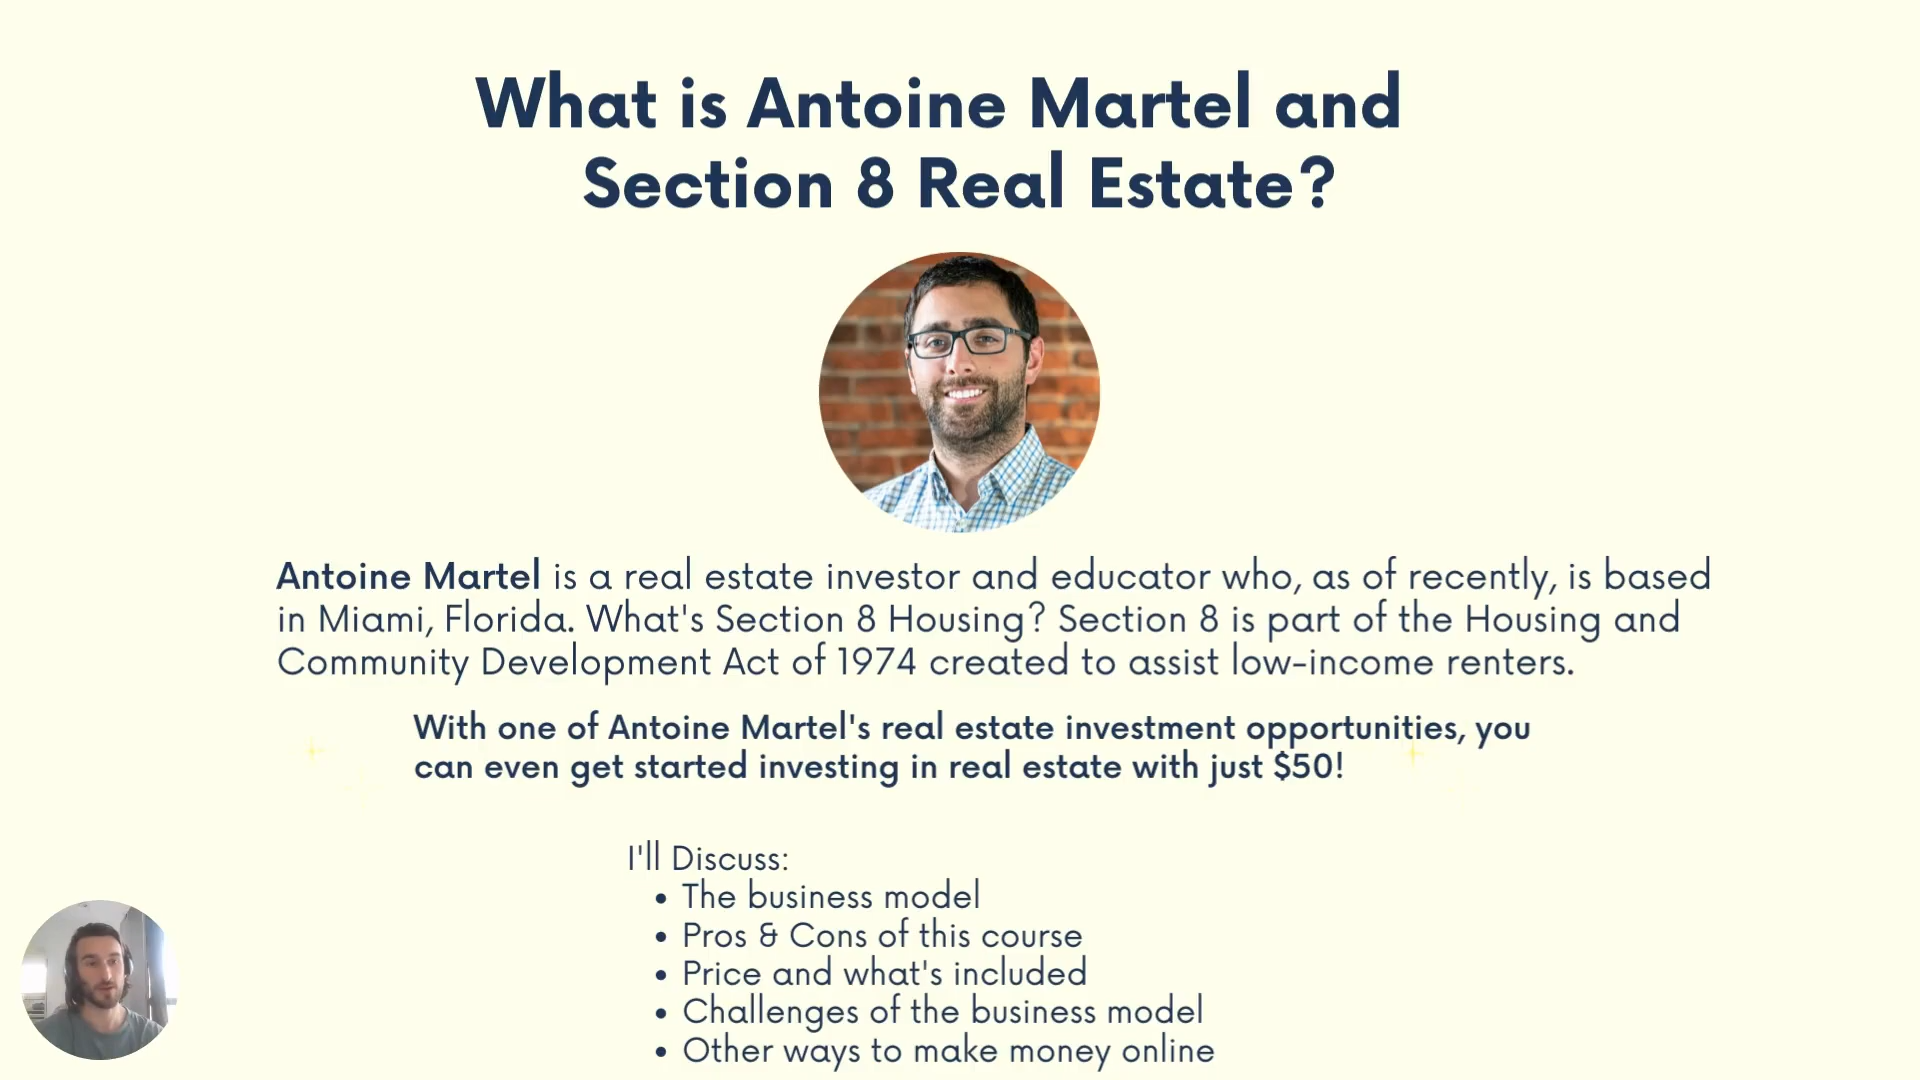 What is Antoine Martel and
Section 8 Real Estate?
Antoine Martel is a real estate investor and educator who, as of recently, is based
in Miami, Florida. What's Section 8 Housing? Section 8 is part of the Housing and
Community Development Act of 1974 created to assist low-income renters.
With one of Antoine Martel's real estate investment opportunities, you
can even get started investing in real estate with just $50!
I'll Discuss:
• The business model
• Pros & Cons of this course
• Price and what's included
• Challenges of the business model
• Other ways to make money online